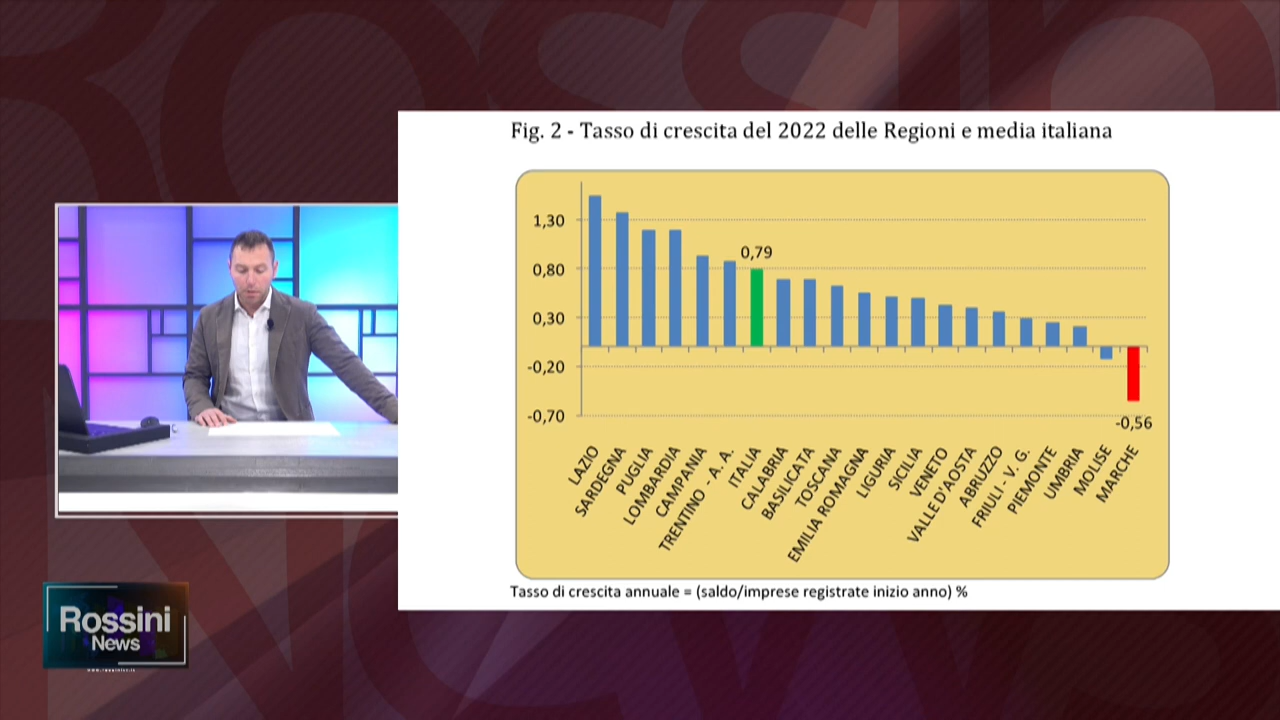 Fig. 2 - Tasso di crescita del 2022 delle Regioni e media italiana
1,30
0,80
0,30
-0,20
-0,70
0,79
-0,56
LAZIO
SARDEGNA
PUGLIA
LOMBARDIA
CAMPANIA
TRENTINO - A. A.
ITALIA
CALABRIA
BASILICATA
TOSCANA
EMILIA ROMAGNA
LIGURIA
SICILIA
VENETO
VALLE D'AOSTA
ABRUZZO
FRIULI - V. G.
PIEMONTE
UMBRIA
MOLISE
MARCHE
Tasso di crescita annuale = (saldo/imprese registrate inizio anno) %
Rossini
News